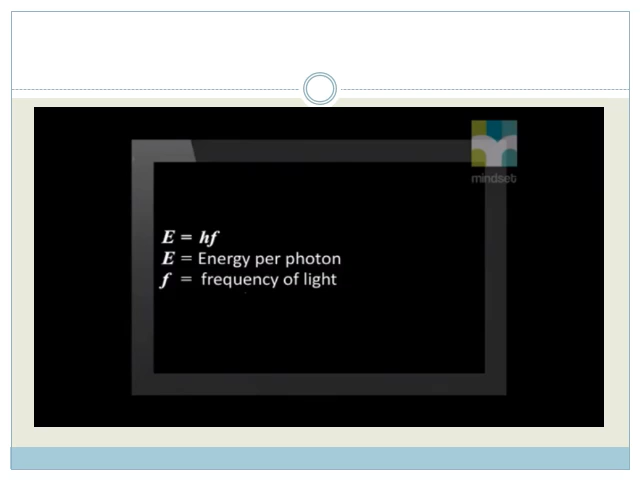 mindset
E = hf
E = Energy per photon
f = frequency of light